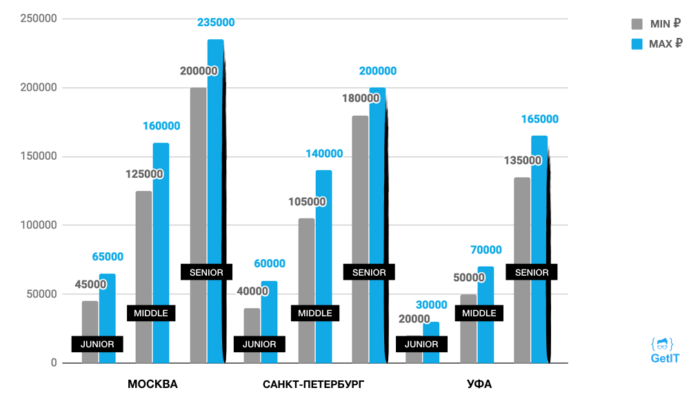 250000
200000
150000
100000
50000
0
MIN ₽
MAX ₽
45000
65000
JUNIOR
125000
160000
MIDDLE
200000
235000
SENIOR
МОСКВА
40000
60000
JUNIOR
105000
140000
MIDDLE
180000
200000
SENIOR
САНКТ-ПЕТЕРБУРГ
20000
30000
JUNIOR
50000
70000
MIDDLE
135000
165000
SENIOR
УФА
GetIT